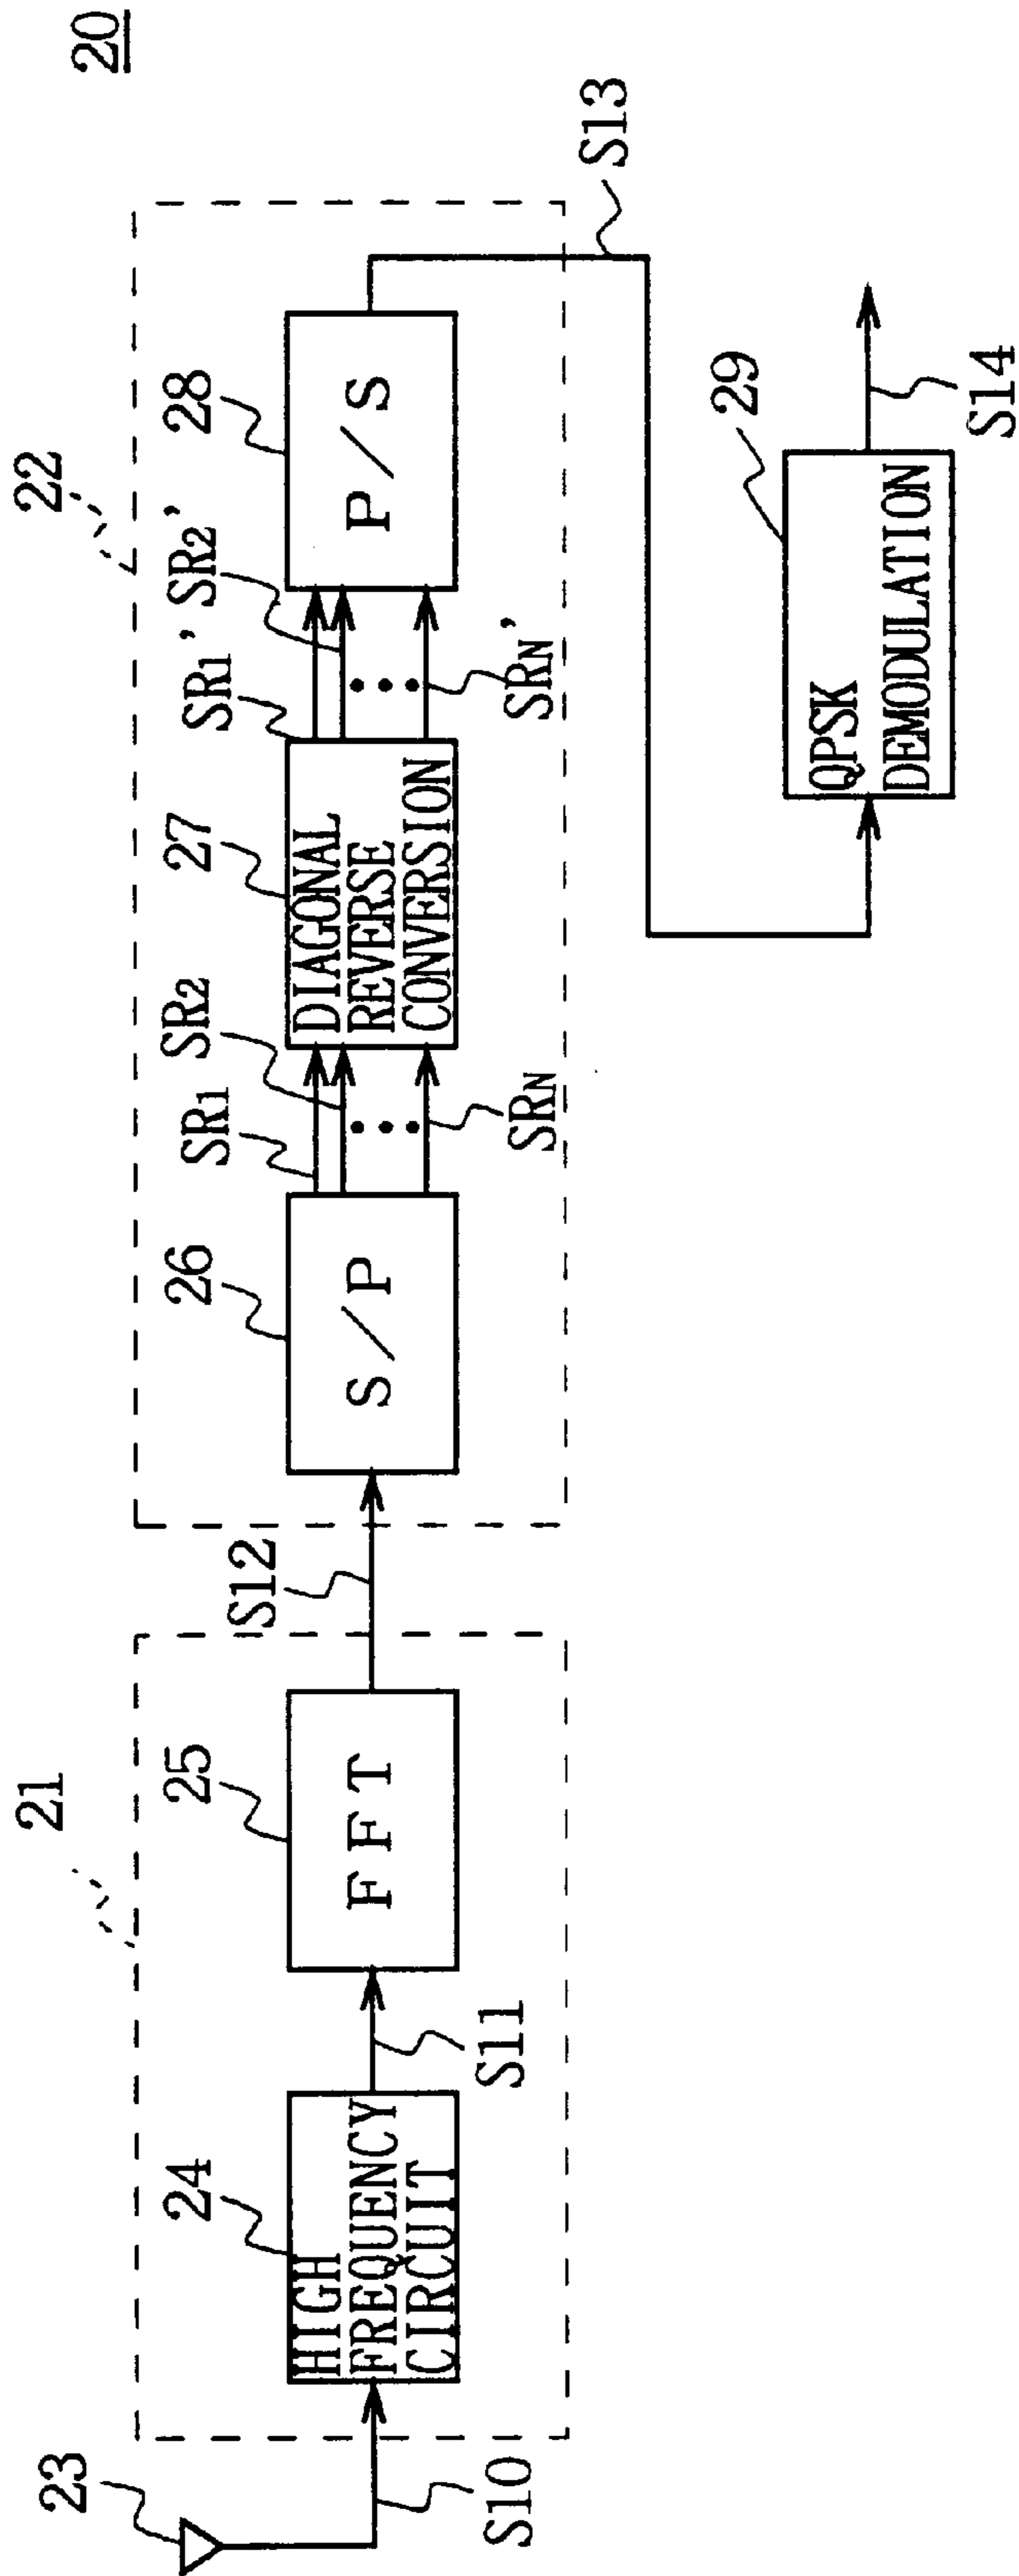 20
21
22
23
24
25
26
27
28
HIGH
FREQUENCY
CIRCUIT
FFT
S/P
DIAGONAL
REVERSE
CONVERSION
P/S
S10
S11
S12
SR1
SR2
SRN
SR1'
SR2'
SRN'
S13
29
QPSK
DEMODULATION
S14